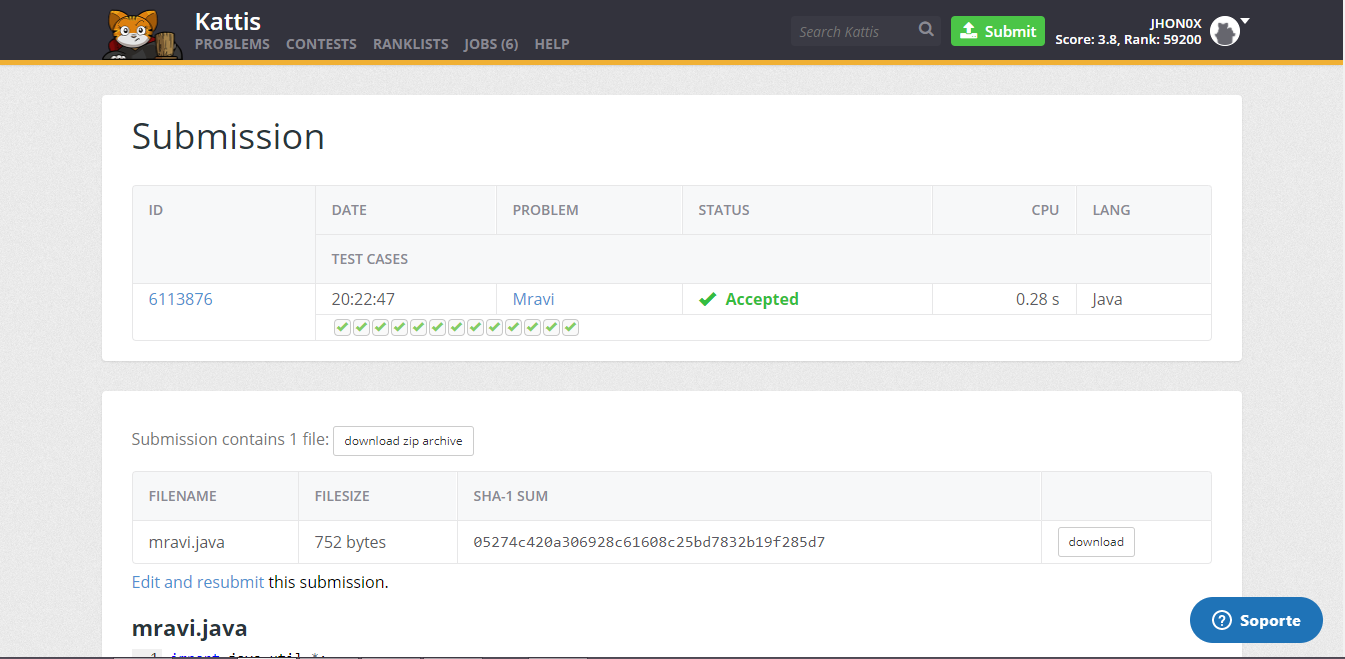 Kattis
PROBLEMS CONTESTS RANKLISTS JOBS (6) HELP
Search Kattis
Submit
JHON0X
Score: 3.8, Rank: 59200
Submission
ID DATE PROBLEM STATUS CPU LANG
TEST CASES
6113876 20:22:47 Mravi Accepted 0.28 s Java
Submission contains 1 file: download zip archive
FILENAME FILESIZE SHA-1 SUM
mravi.java 752 bytes 05274c420a306928c61608c25bd7832b19f285d7 download
Edit and resubmit this submission.
Soporte
mravi.java
1 import java.util.*;